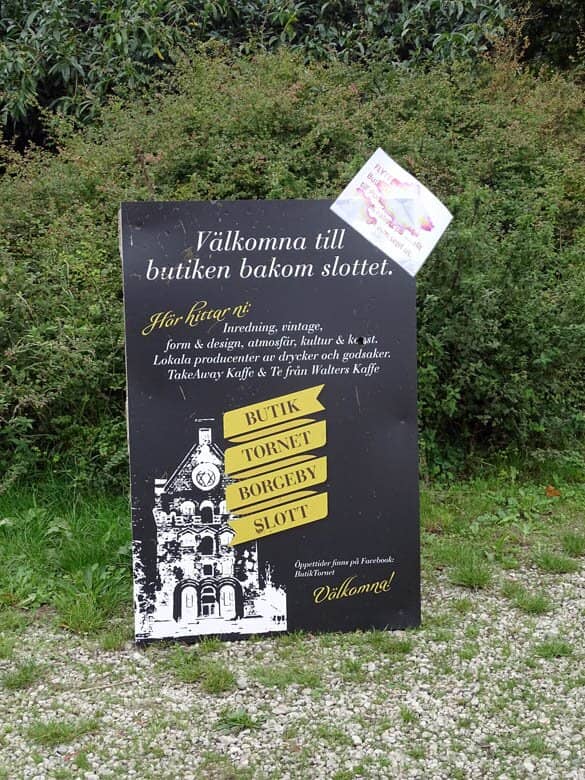 Välkomna till
butiken bakom slottet.
Här hittar ni:
Inredning, vintage,
form & design, atmosfär, kultur & konst.
Lokala producenter av drycker och godsaker.
TakeAway Kaffe & Te från Walters Kaffe
BUTIK
TORNET
BORGEBY
SLOTT
Öppettider finns på Facebook:
ButikTornet
Välkomna!